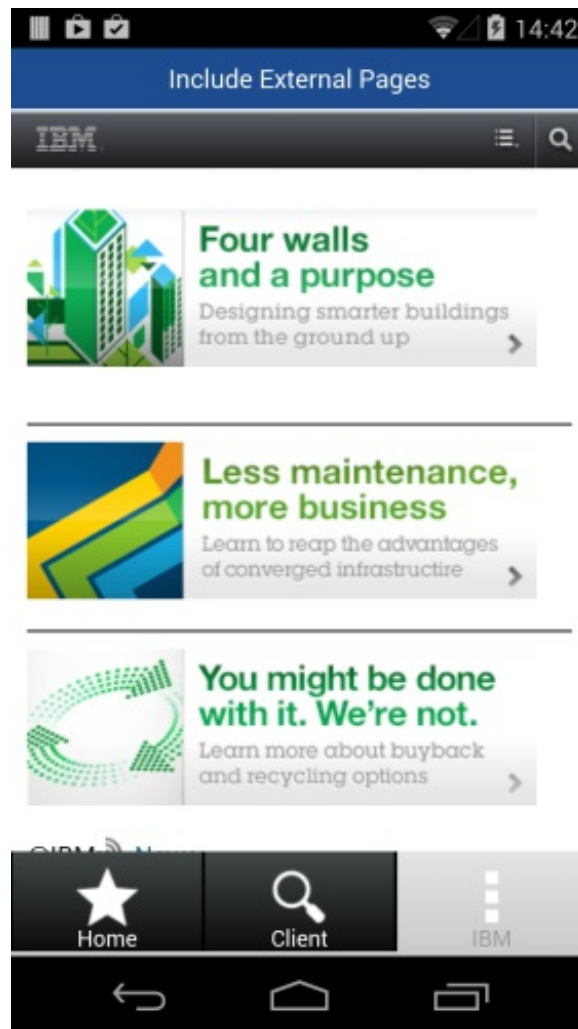 14:42
Include External Pages
IBM.
Four walls
and a purpose
Designing smarter buildings
from the ground up
Less maintenance,
more business
Learn to reap the advantages
of converged infrastructire
You might be done
with it. We're not.
Learn more about buyback
and recycling options
Home
Client
IBM